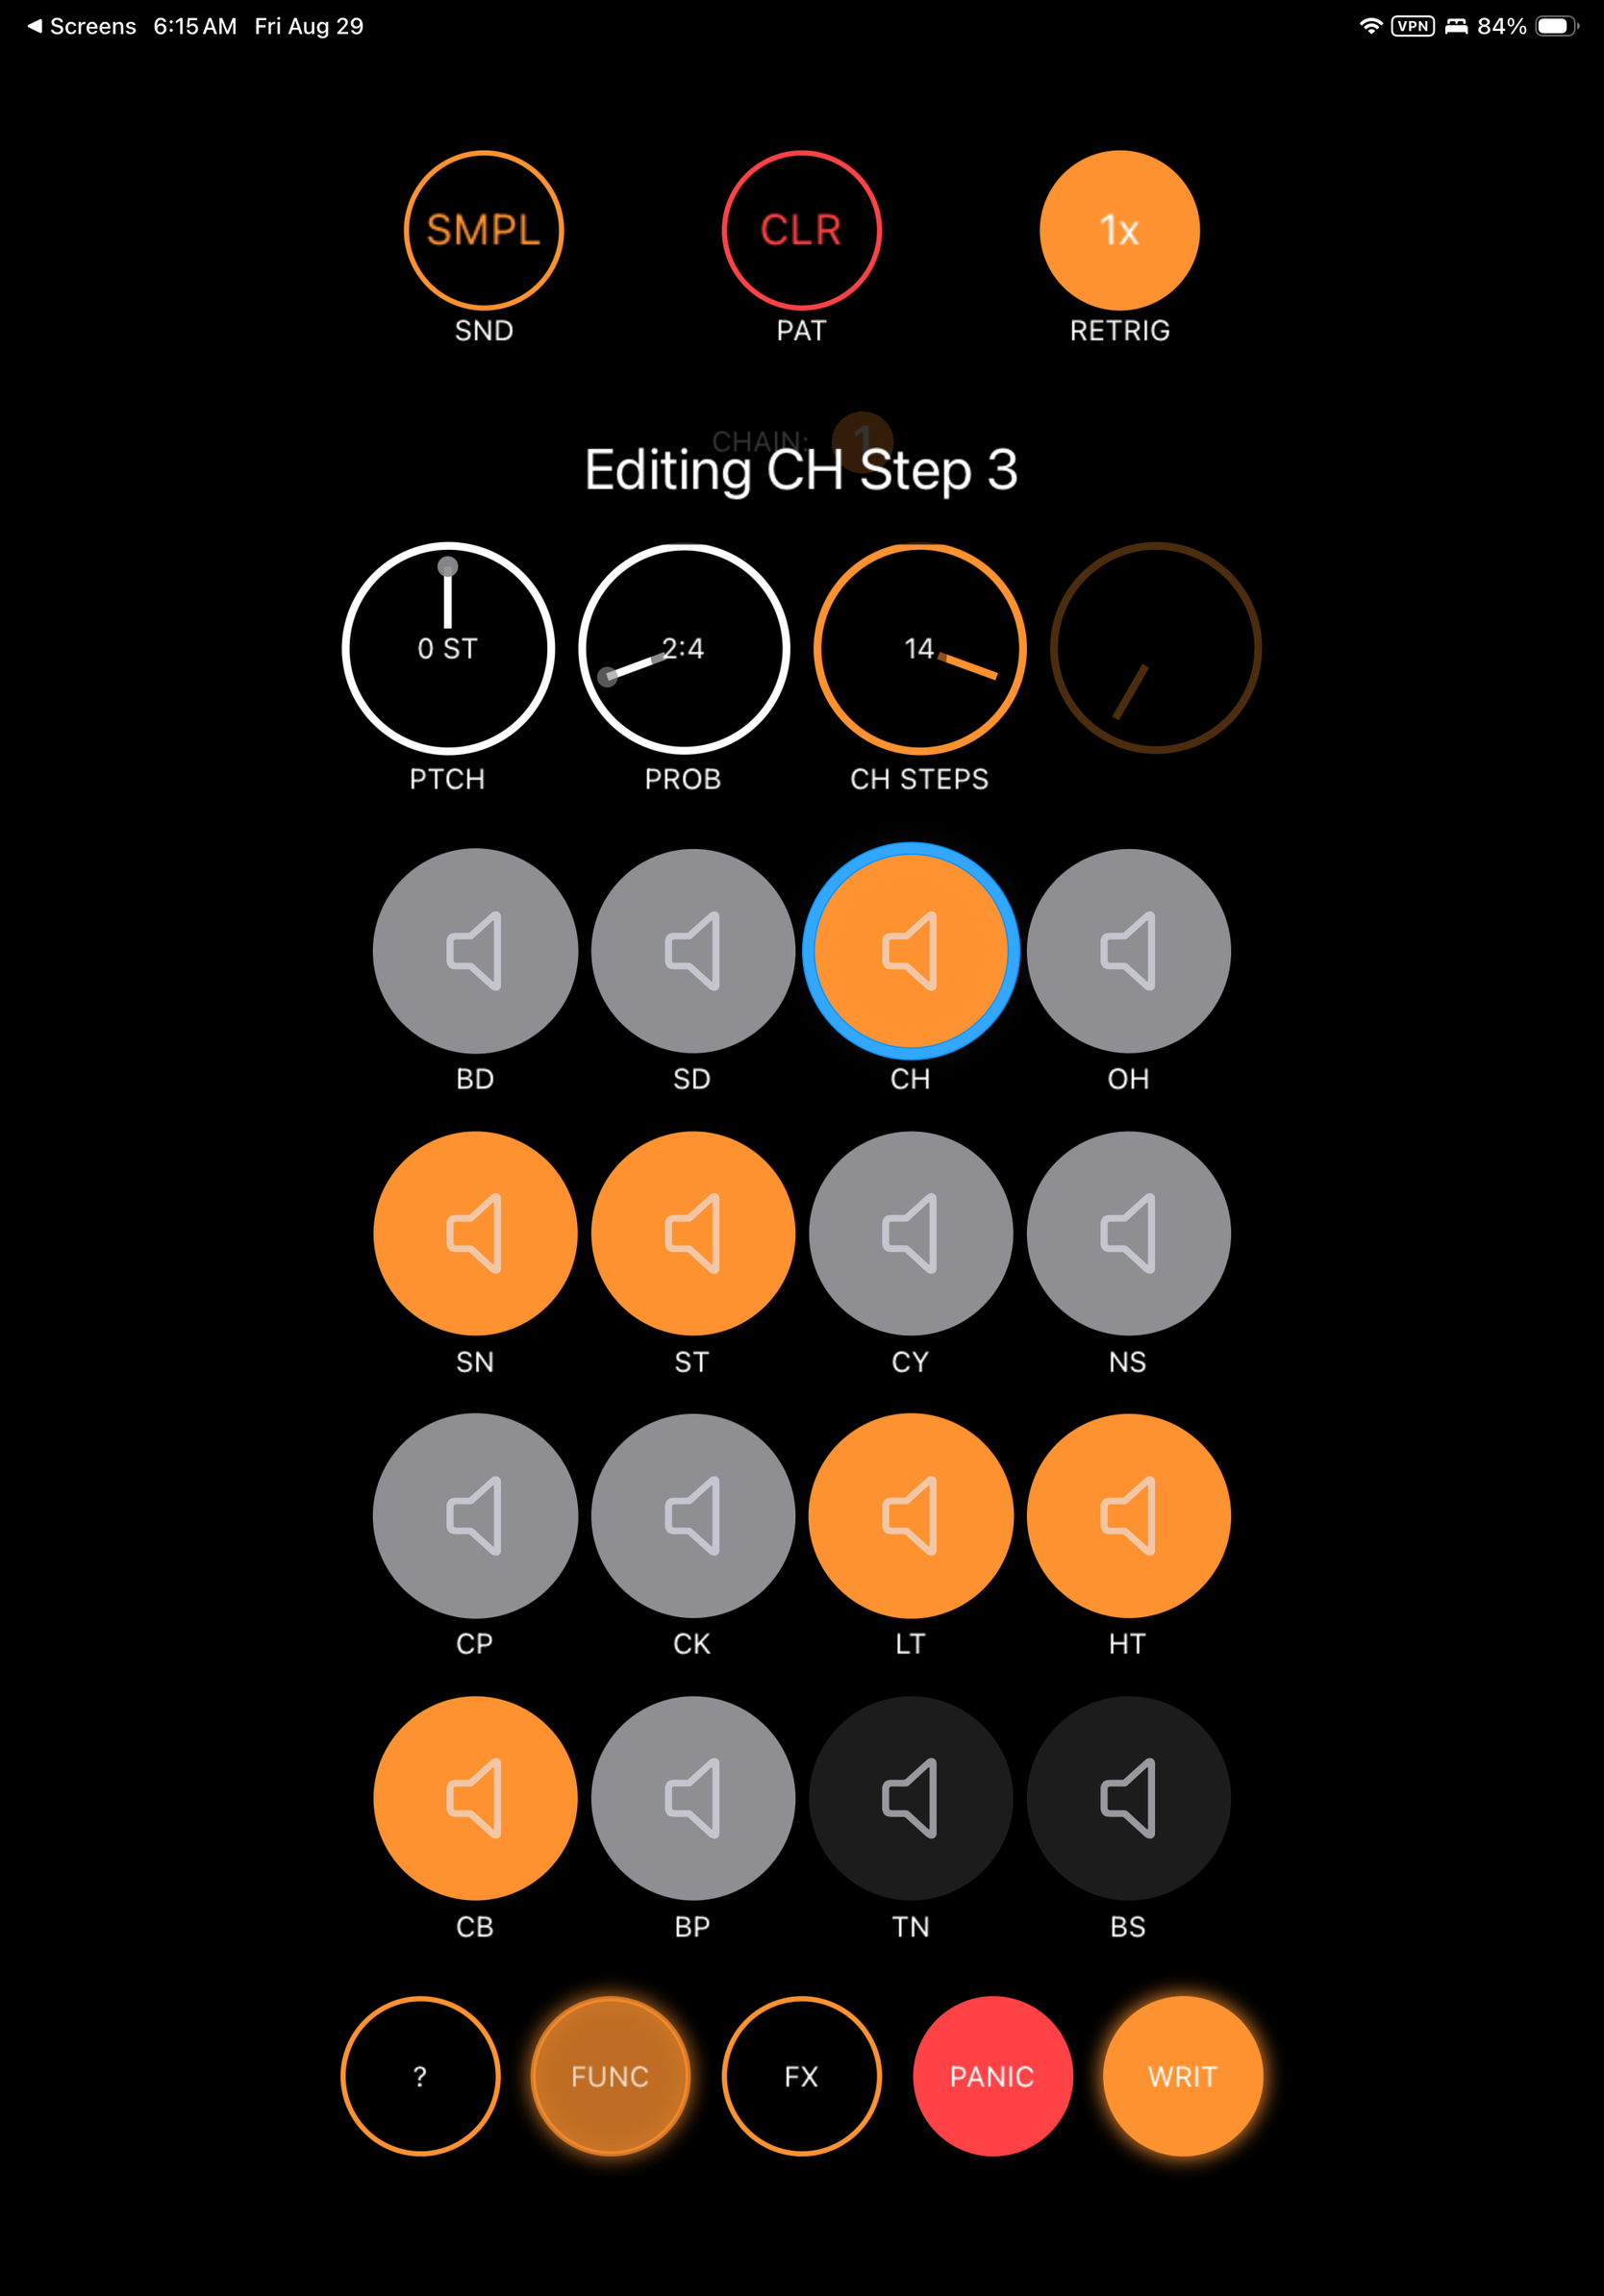 Screens 6:15 AM Fri Aug 29 VPN 84%
SMPL CLR 1x
SND PAT RETRIG
CHAIN: 1
Editing CH Step 3
0 ST 2:4 14
PTCH PROB CH STEPS
BD SD CH OH
SN ST CY NS
CP CK LT HT
CB BP TN BS
? FUNC FX PANIC WRIT